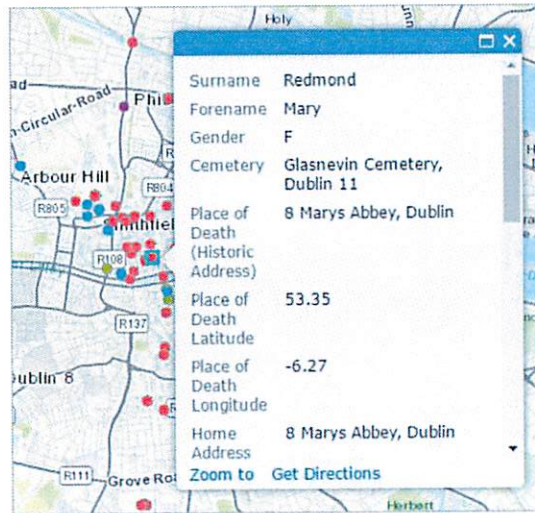 Holy
Phi
n-Circular-Road
Arbour Hill
R804
R805
Smithfield
R108
R137
Dublin 8
R111
Grove Roa
Herbert
Surname Redmond
Forename Mary
Gender F
Cemetery Glasnevin Cemetery,
Dublin 11
Place of 8 Marys Abbey, Dublin
Death
(Historic
Address)
Place of 53.35
Death
Latitude
Place of -6.27
Death
Longitude
Home 8 Marys Abbey, Dublin
Address
Zoom to Get Directions